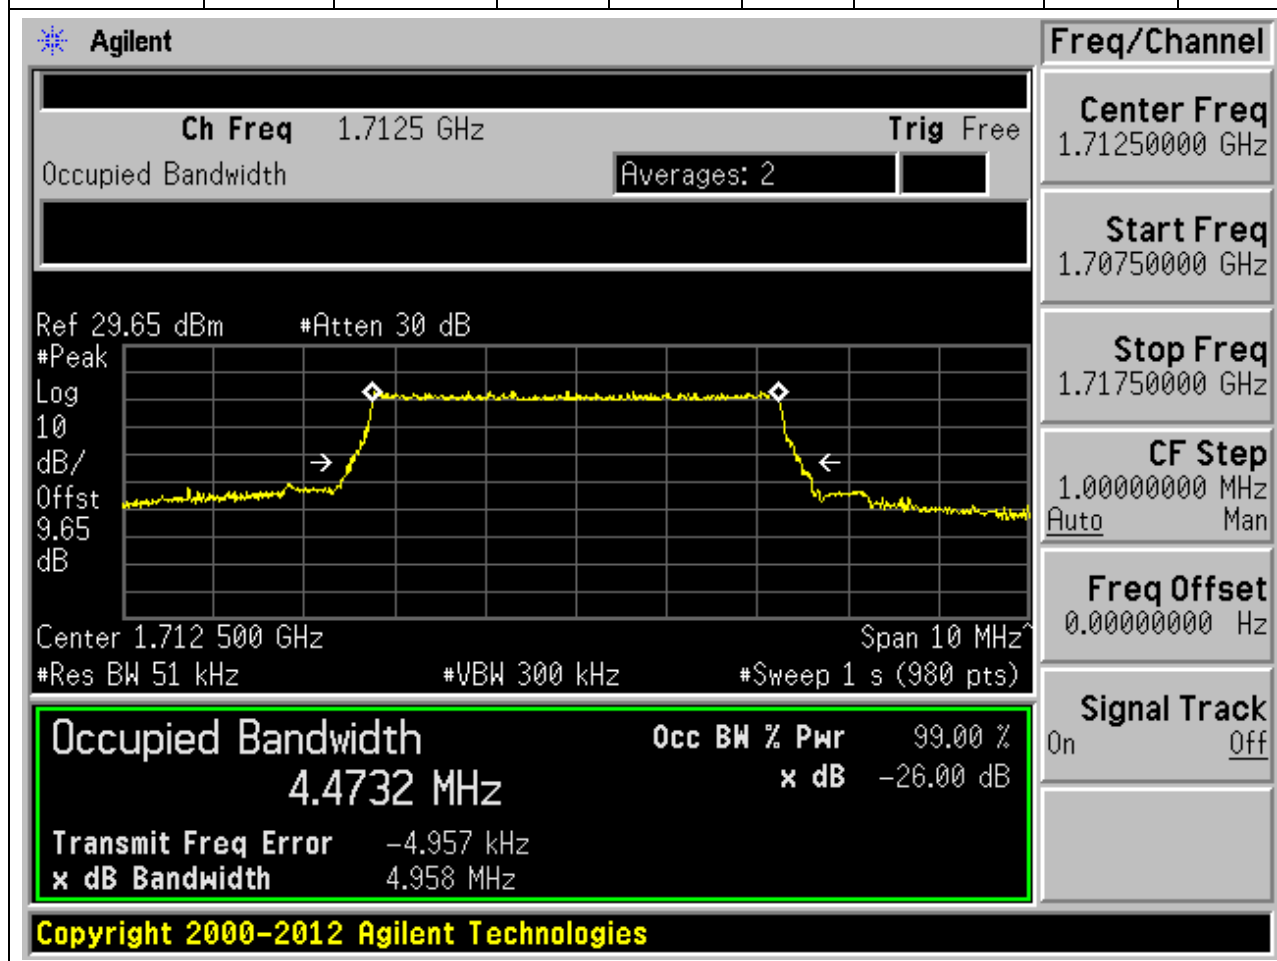 Agilent
Freq/Channel
Ch Freq 1.7125 GHz Trig Free
Occupied Bandwidth Averages: 2
Center Freq
1.71250000 GHz
Start Freq
1.70750000 GHz
Stop Freq
1.71750000 GHz
CF Step
1.00000000 MHz
Auto Man
Freq Offset
0.00000000 Hz
Signal Track
On Off
Ref 29.65 dBm #Atten 30 dB
#Peak
Log
10
dB/
Offst
9.65
dB
Center 1.712 500 GHz Span 10 MHz^
#Res BW 51 kHz #VBW 300 kHz #Sweep 1 s (980 pts)
Occupied Bandwidth Occ BW % Pwr 99.00 %
4.4732 MHz x dB -26.00 dB
Transmit Freq Error -4.957 kHz
x dB Bandwidth 4.958 MHz
Copyright 2000-2012 Agilent Technologies